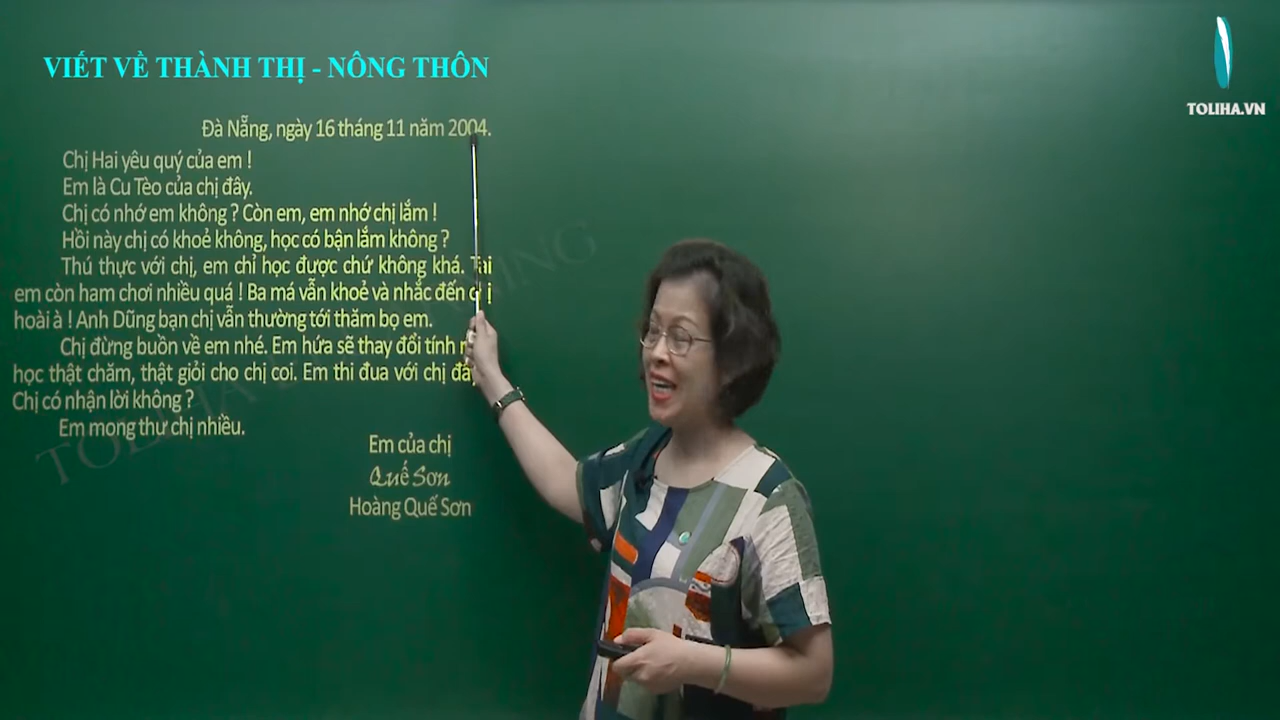 VIẾT VỀ THÀNH THỊ - NÔNG THÔN
TOLIHA.VN
Đà Nẵng, ngày 16 tháng 11 năm 2004.
Chị Hai yêu quý của em !
Em là Cu Tèo của chị đây.
Chị có nhớ em không ? Còn em, em nhớ chị lắm !
Hồi này chị có khoẻ không, học có bận lắm không ?
Thú thực với chị, em chỉ học được chứ không khá. Tại
em còn ham chơi nhiều quá ! Ba má vẫn khoẻ và nhắc đến chị
hoài à ! Anh Dũng bạn chị vẫn thường tới thăm bọ em.
Chị đừng buồn về em nhé. Em hứa sẽ thay đổi tính
học thật chăm, thật giỏi cho chị coi. Em thi đua với chị đấy
Chị có nhận lời không ?
Em mong thư chị nhiều.
Em của chị
Quế Sơn
Hoàng Quế Sơn